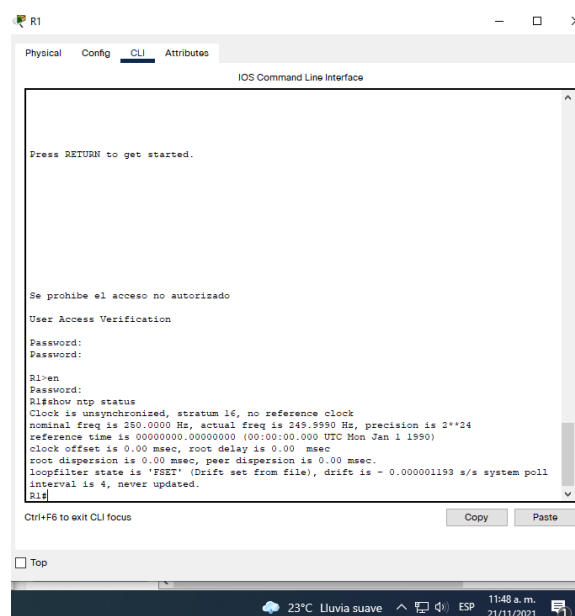 R1
Physical Config CLI Attributes
IOS Command Line Interface
Press RETURN to get started.
Se prohibe el acceso no autorizado
User Access Verification
Password:
Password:
R1>en
Password:
R1#show ntp status
Clock is unsynchronized, stratum 16, no reference clock
nominal freq is 250.0000 Hz, actual freq is 249.9990 Hz, precision is 2**24
reference time is 00000000.00000000 (00:00:00.000 UTC Mon Jan 1 1990)
clock offset is 0.00 msec, root delay is 0.00 msec
root dispersion is 0.00 msec, peer dispersion is 0.00 msec.
loopfilter state is 'FSET' (Drift set from file), drift is - 0.000001193 s/s system poll
interval is 4, never updated.
R1#
Ctrl+F6 to exit CLI focus
Copy Paste
Top
23°C Lluvia suave ESP 11:48 a. m.
21/11/2021 1